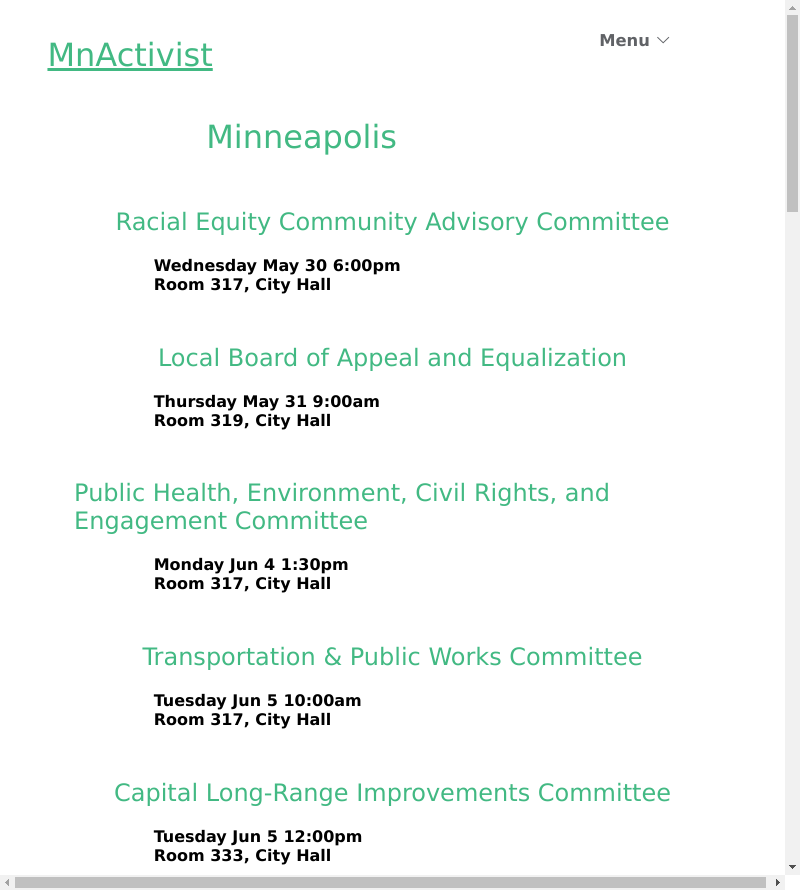 MnActivist
Menu
Minneapolis
Racial Equity Community Advisory Committee
Wednesday May 30 6:00pm
Room 317, City Hall
Local Board of Appeal and Equalization
Thursday May 31 9:00am
Room 319, City Hall
Public Health, Environment, Civil Rights, and
Engagement Committee
Monday Jun 4 1:30pm
Room 317, City Hall
Transportation & Public Works Committee
Tuesday Jun 5 10:00am
Room 317, City Hall
Capital Long-Range Improvements Committee
Tuesday Jun 5 12:00pm
Room 333, City Hall